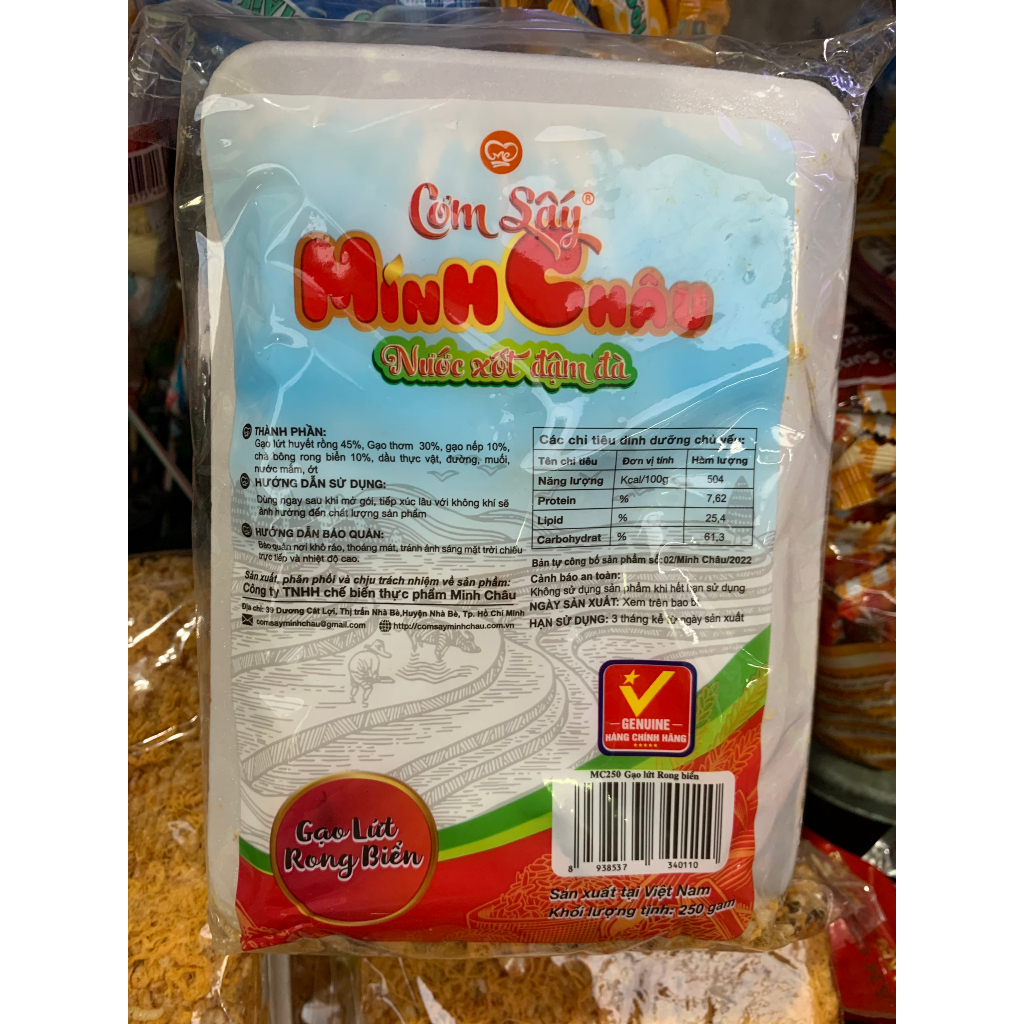 Cơm Sấy®
Minh Châu
Nước xốt đậm đà
THÀNH PHẦN:
Gạo lứt huyết rồng 45%, Gạo thơm 30%, gạo nếp 10%,
chà bông rong biển 10%, dầu thực vật, đường, muối,
nước mắm, ớt
HƯỚNG DẪN SỬ DỤNG:
Dùng ngay sau khi mở gói, tiếp xúc lâu với không khí sẽ
ảnh hưởng đến chất lượng sản phẩm
HƯỚNG DẪN BẢO QUẢN:
Bảo quản nơi khô ráo, thoáng mát, tránh ánh sáng mặt trời chiếu
trực tiếp và nhiệt độ cao.
Sản xuất, phân phối và chịu trách nhiệm về sản phẩm:
Công ty TNHH chế biến thực phẩm Minh Châu
Địa chỉ: 39 Dương Cát Lợi, Thị trấn Nhà Bè,Huyện Nhà Bè, Tp. Hồ Chí Minh
comsayminhchau@gmail.com http://comsayminhchau.com.vn
Các chỉ tiêu dinh dưỡng chủ yếu:
Tên chỉ tiêu Đơn vị tính Hàm lượng
Năng lượng Kcal/100g 504
Protein % 7,62
Lipid % 25,4
Carbohydrat % 61,3
Bản tự công bố sản phẩm số: 02/Minh Châu/2022
Cảnh báo an toàn:
Không sử dụng sản phẩm khi hết hạn sử dụng
NGÀY SẢN XUẤT: Xem trên bao bì
HẠN SỬ DỤNG: 3 tháng kể từ ngày sản xuất
GENUINE
HÀNG CHÍNH HÃNG
MC250 Gạo lứt Rong biển
8 938537 340110
Gạo Lứt
Rong Biển
Sản xuất tại Việt Nam
Khối lượng tịnh: 250 gam